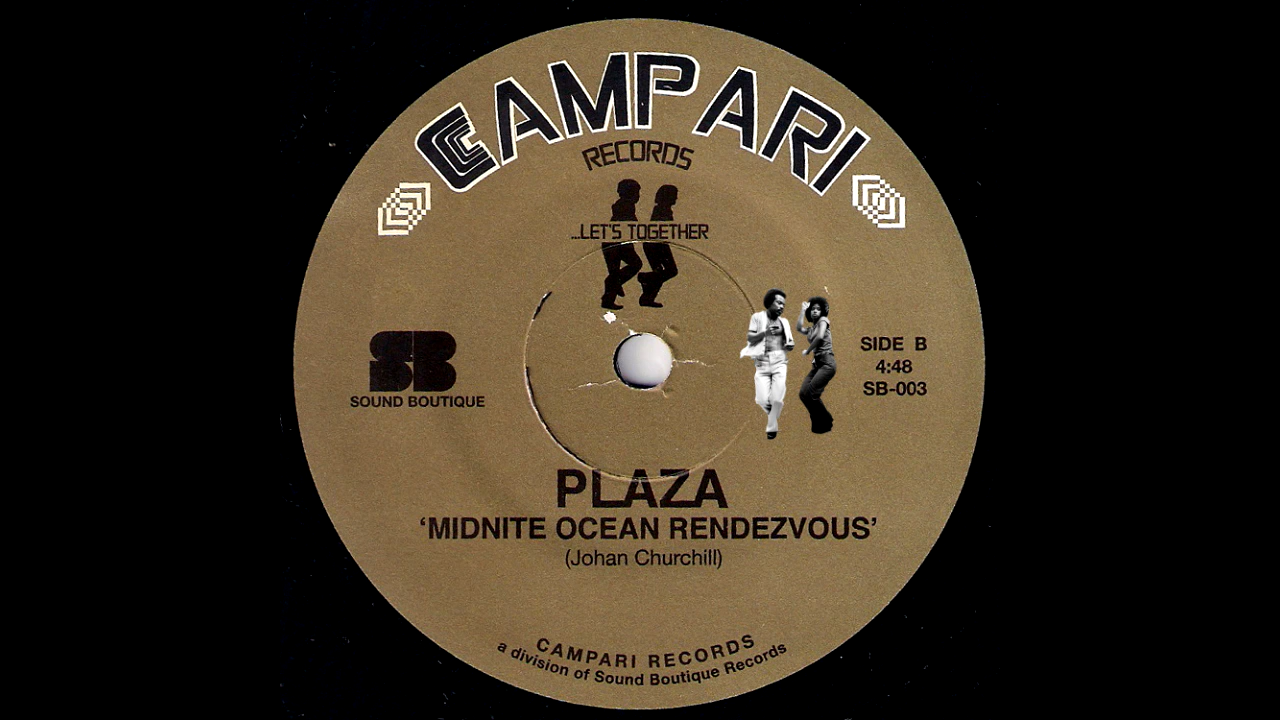 CAMPARI
RECORDS
...LET'S TOGETHER
SIDE B
4:48
SB-003
SB
SOUND BOUTIQUE
PLAZA
‘MIDNITE OCEAN RENDEZVOUS’
(Johan Churchill)
CAMPARI RECORDS
a division of Sound Boutique Records